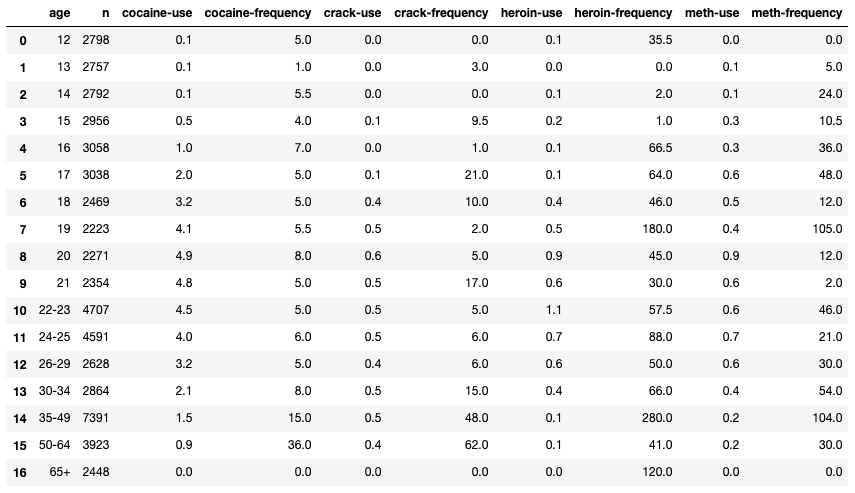 age n cocaine-use cocaine-frequency crack-use crack-frequency heroin-use heroin-frequency meth-use meth-frequency
0 12 2798 0.1 5.0 0.0 0.0 0.1 35.5 0.0 0.0
1 13 2757 0.1 1.0 0.0 3.0 0.0 0.0 0.1 5.0
2 14 2792 0.1 5.5 0.0 0.0 0.1 2.0 0.1 24.0
3 15 2956 0.5 4.0 0.1 9.5 0.2 1.0 0.3 10.5
4 16 3058 1.0 7.0 0.0 1.0 0.1 66.5 0.3 36.0
5 17 3038 2.0 5.0 0.1 21.0 0.1 64.0 0.6 48.0
6 18 2469 3.2 5.0 0.4 10.0 0.4 46.0 0.5 12.0
7 19 2223 4.1 5.5 0.5 2.0 0.5 180.0 0.4 105.0
8 20 2271 4.9 8.0 0.6 5.0 0.9 45.0 0.9 12.0
9 21 2354 4.8 5.0 0.5 17.0 0.6 30.0 0.6 2.0
10 22-23 4707 4.5 5.0 0.5 5.0 1.1 57.5 0.6 46.0
11 24-25 4591 4.0 6.0 0.5 6.0 0.7 88.0 0.7 21.0
12 26-29 2628 3.2 5.0 0.4 6.0 0.6 50.0 0.6 30.0
13 30-34 2864 2.1 8.0 0.5 15.0 0.4 66.0 0.4 54.0
14 35-49 7391 1.5 15.0 0.5 48.0 0.1 280.0 0.2 104.0
15 50-64 3923 0.9 36.0 0.4 62.0 0.1 41.0 0.2 30.0
16 65+ 2448 0.0 0.0 0.0 0.0 0.0 120.0 0.0 0.0